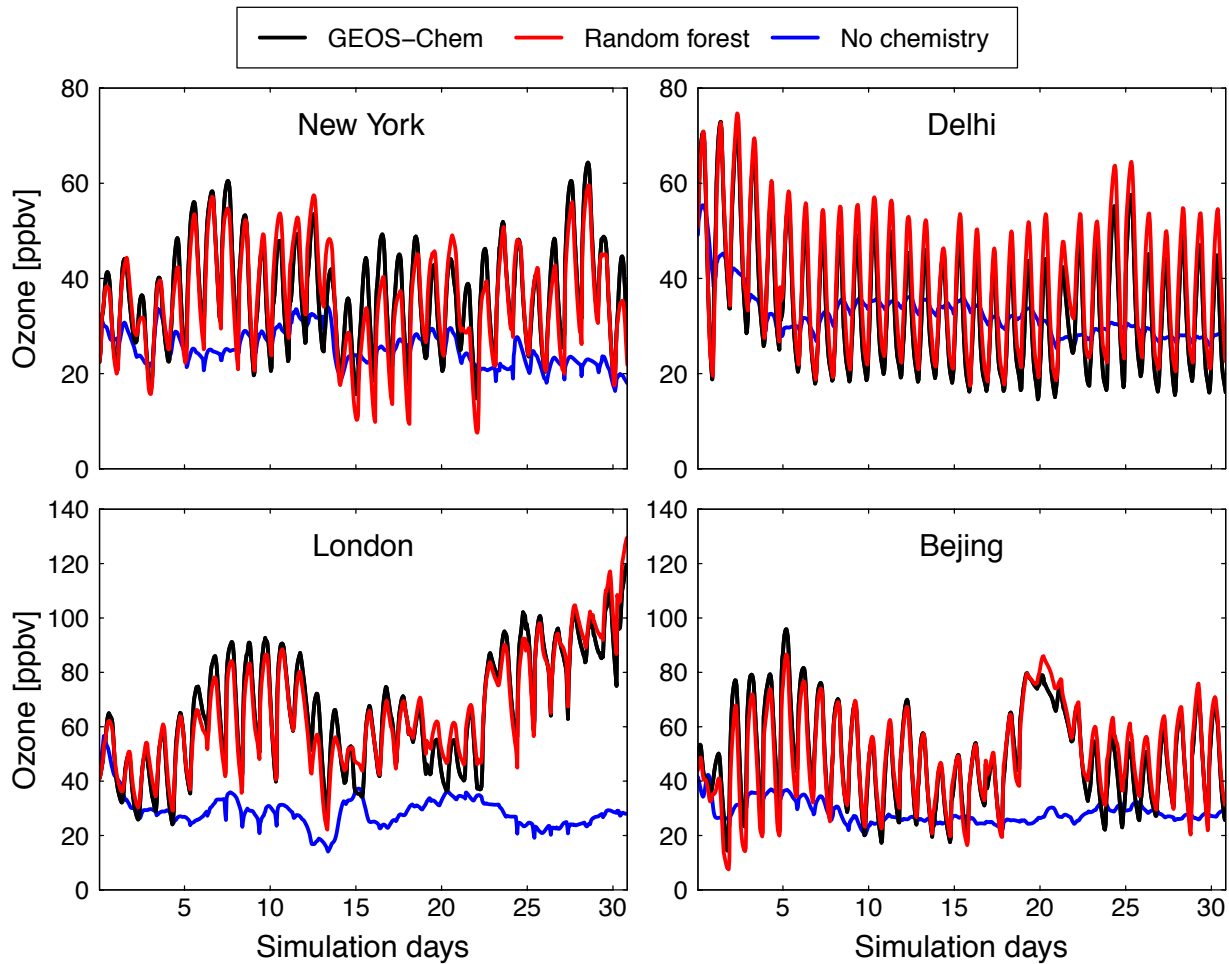 GEOS−Chem Random forest No chemistry
New York
Delhi
Ozone [ppbv]
80
60
40
20
0
80
60
40
20
0
London
Bejing
Ozone [ppbv]
140
120
100
80
60
40
20
0
140
120
100
80
60
40
20
0
5 10 15 20 25 30
5 10 15 20 25 30
Simulation days
Simulation days